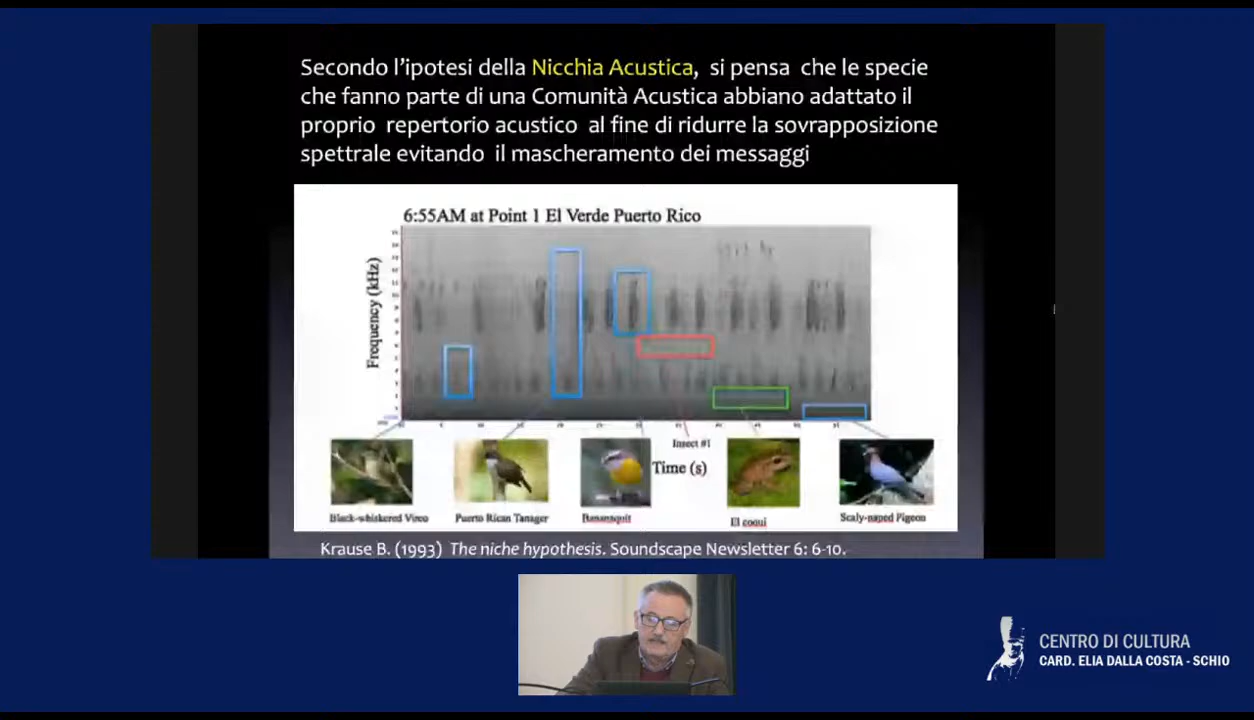 Secondo l'ipotesi della Nicchia Acustica, si pensa che le specie
che fanno parte di una Comunità Acustica abbiano adattato il
proprio repertorio acustico al fine di ridurre la sovrapposizione
spettrale evitando il mascheramento dei messaggi
6:55AM at Point 1 El Verde Puerto Rico
Frequency (kHz)
Insect #1
Time (s)
Black-whiskered Vireo
Puerto Rican Tanager
Bananaquit
El coqui
Scaly-naped Pigeon
Krause B. (1993) The niche hypothesis. Soundscape Newsletter 6: 6-10.
CENTRO DI CULTURA
CARD. ELIA DALLA COSTA - SCHIO